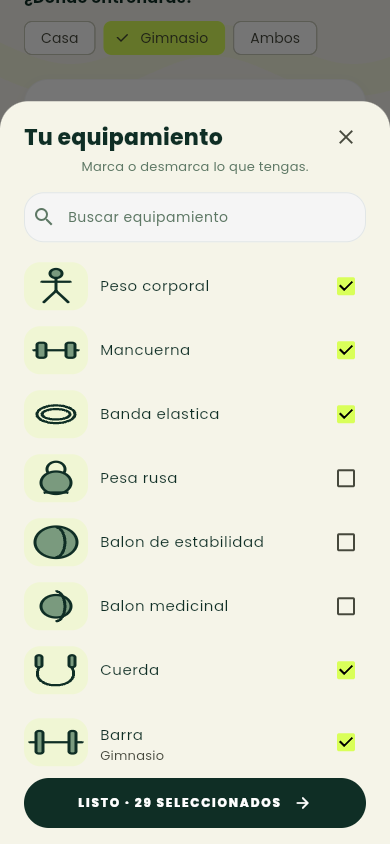 ¿Dónde entrenarás?
Casa
Gimnasio
Ambos
Tu equipamiento
Marca o desmarca lo que tengas.
Buscar equipamiento
Peso corporal
Mancuerna
Banda elastica
Pesa rusa
Balon de estabilidad
Balon medicinal
Cuerda
Barra
Gimnasio
LISTO · 29 SELECCIONADOS